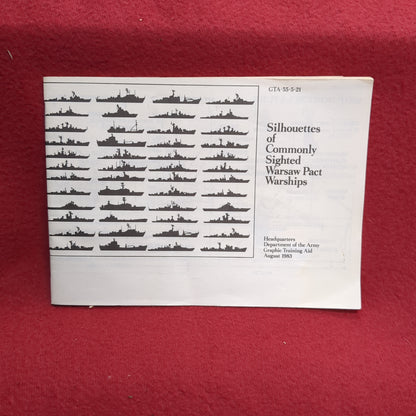 GTA-55-5-21
Silhouettes
of
Commonly
Sighted
Warsaw Pact
Warships
Headquarters
Department of the Army
Graphic Training Aid
August 1983